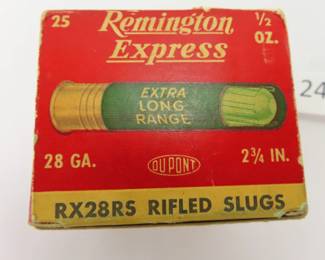 25 Remington 1/2
Express OZ.
EXTRA
LONG
RANGE
28 GA. DU PONT 2 3/4 IN.
RX28RS RIFLED SLUGS
24